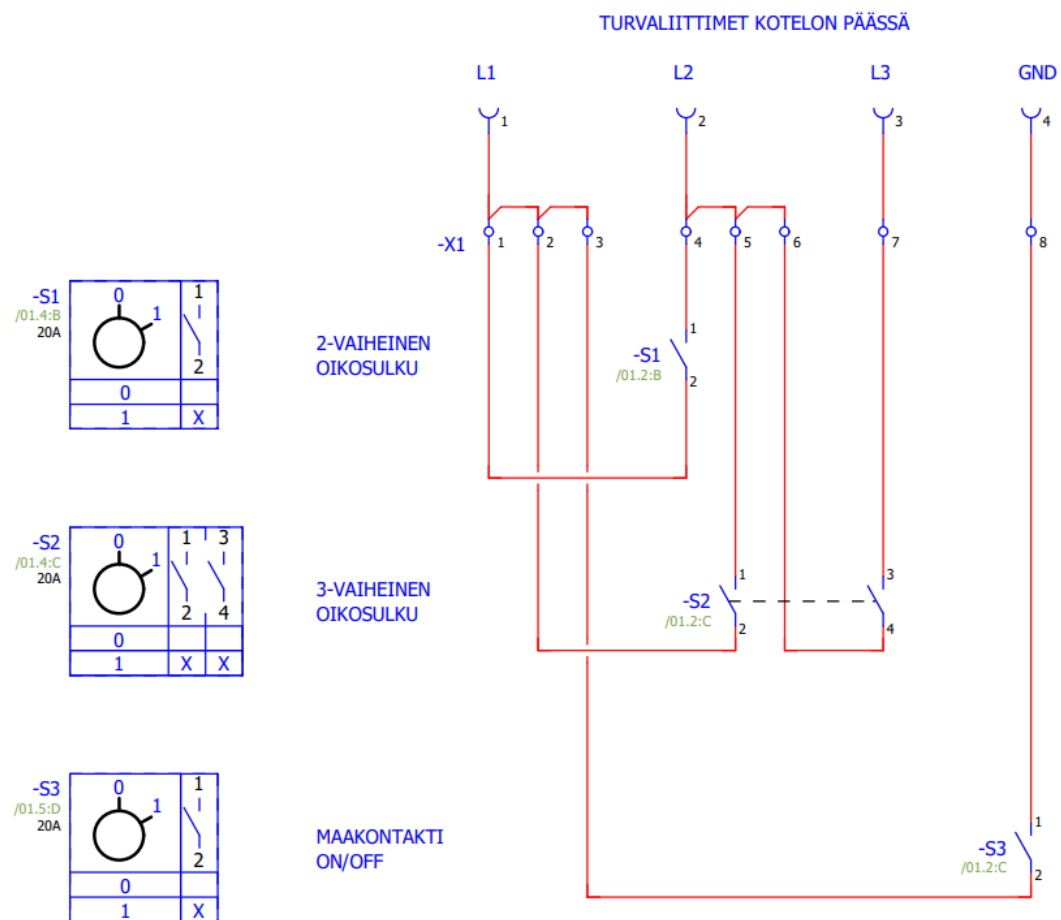 TURVALIITTIMET KOTELON PÄÄSSÄ
L1 L2 L3 GND
1 2 3 4
-X1 1 2 3 4 5 6 7 8
-S1
/01.4:B
20A
0 1
1
2
0
1 X
2-VAIHEINEN
OIKOSULKU
-S1
/01.2:B
1
2
-S2
/01.4:C
20A
0 1
1 3
2 4
0
1 X X
3-VAIHEINEN
OIKOSULKU
-S2
/01.2:C
1
2
3
4
-S3
/01.5:D
20A
0 1
1
2
0
1 X
MAAKONTAKTI
ON/OFF
-S3
/01.2:C
1
2